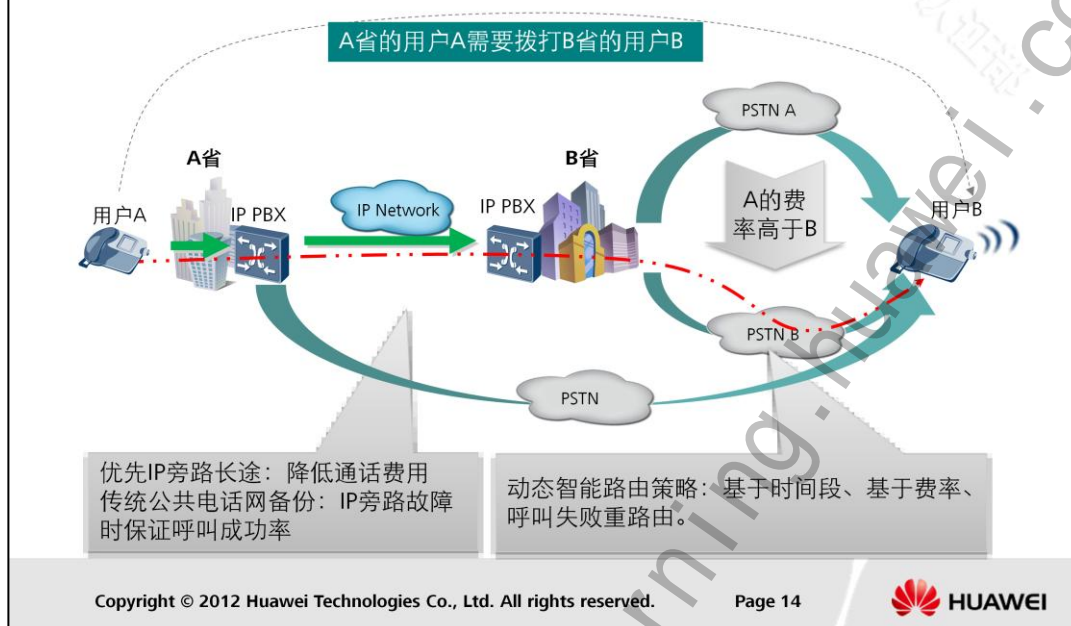 A省的用户A需要拨打B省的用户B
PSTN A
A省
B省
用户A
IP PBX
IP Network
IP PBX
A的费
率高于B
用户B
PSTN B
PSTN
优先IP旁路长途：降低通话费用
传统公共电话网备份：IP旁路故障
时保证呼叫成功率
动态智能路由策略：基于时间段、基于费率、
呼叫失败重路由。
Copyright © 2012 Huawei Technologies Co., Ltd. All rights reserved.
Page 14
HUAWEI
rning.huawei.co
认证部